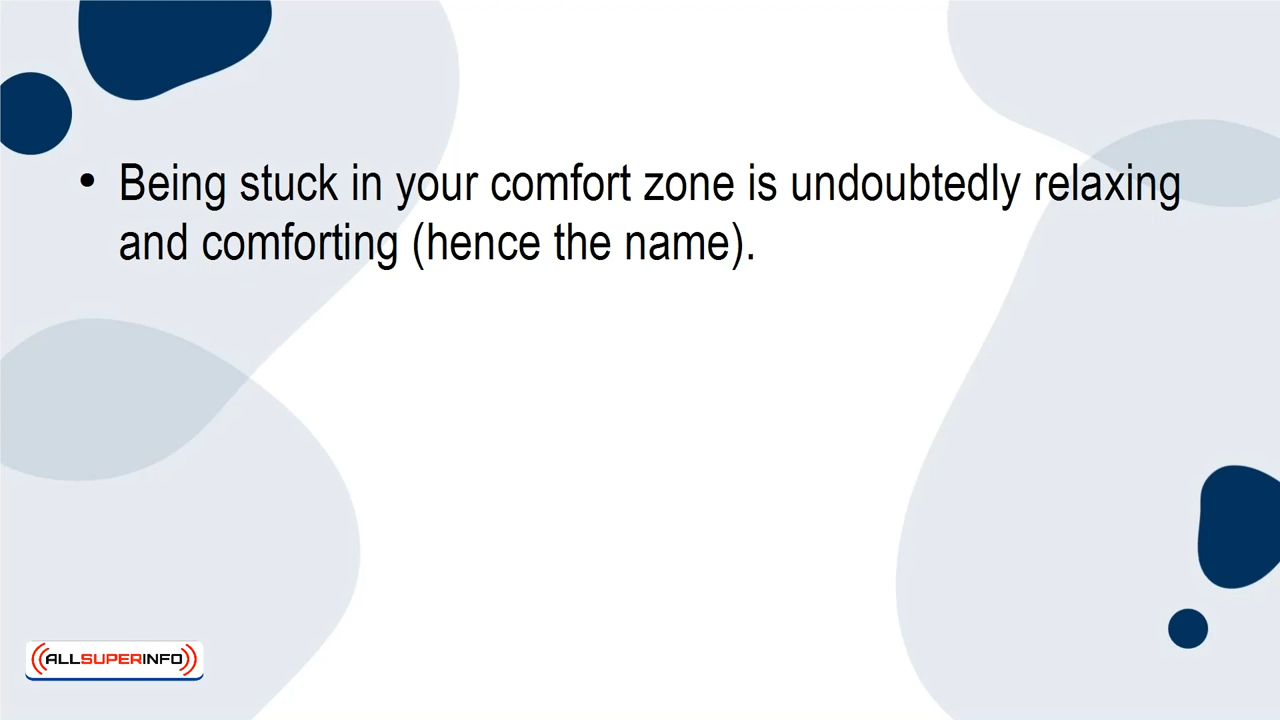 • Being stuck in your comfort zone is undoubtedly relaxing
and comforting (hence the name).
ALLSUPERINFO